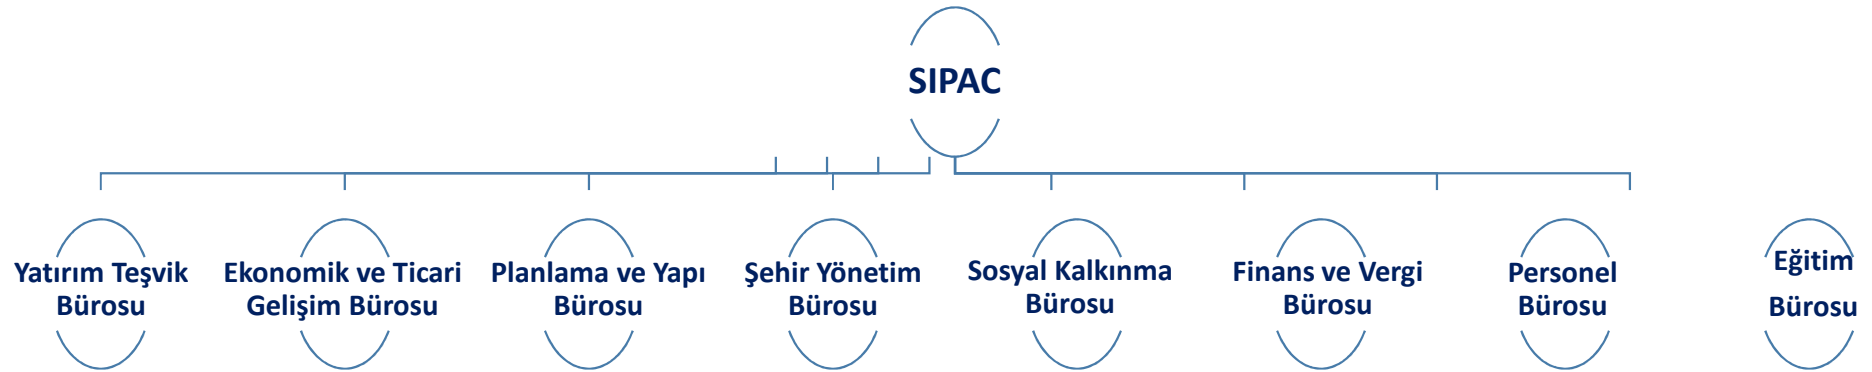 SIPAC
Yatırım Teşvik
Bürosu
Ekonomik ve Ticari
Gelişim Bürosu
Planlama ve Yapı
Bürosu
Şehir Yönetim
Bürosu
Sosyal Kalkınma
Bürosu
Finans ve Vergi
Bürosu
Personel
Bürosu
Eğitim
Bürosu